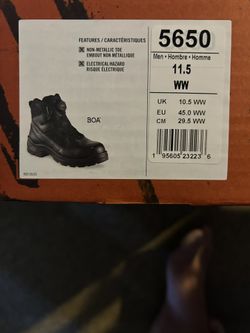 FEATURES / CARACTÉRISTIQUES
NON-METALLIC TOE
EMBOUT NON MÉTALLIQUE
ELECTRICAL HAZARD
RISQUE ÉLECTRIQUE
BOA
5650
Men • Hombre • Homme
11.5
WW
UK 10.5 WW
EU 45.0 WW
CM 29.5 WW
1 95605 23223 6